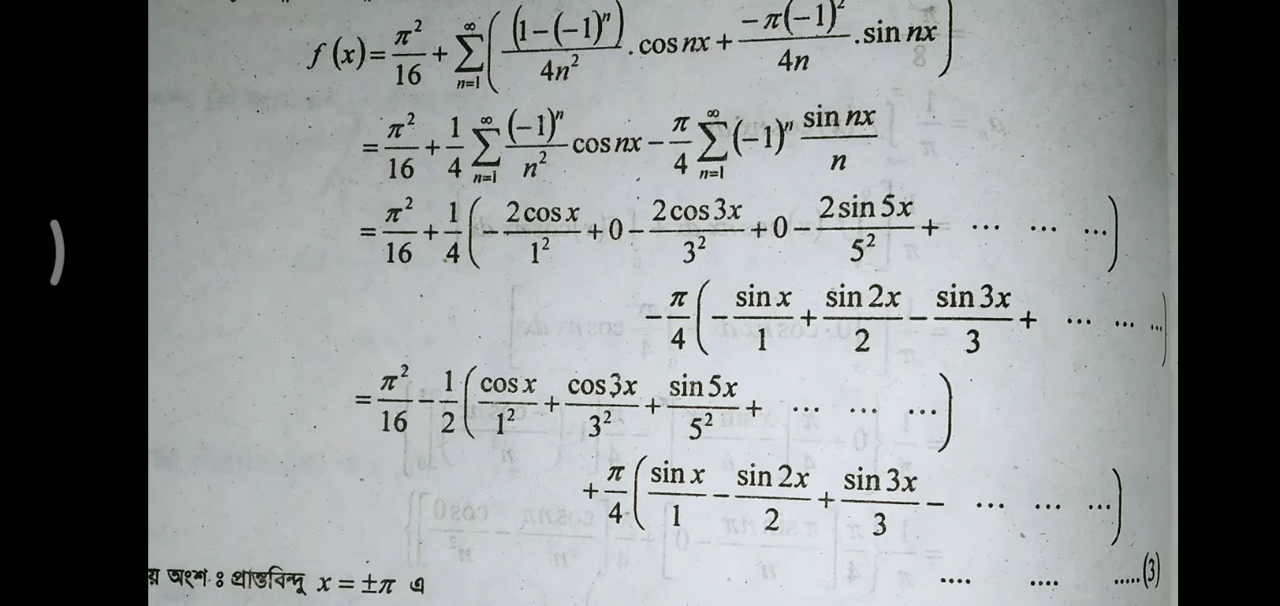 f(x)= π²/16 + ∑_{n=1}^{∞} ( (1-(-1)ⁿ)/4n² . cos nx + -π(-1)²/4n . sin nx )
= π²/16 + 1/4 ∑_{n=1}^{∞} (-1)ⁿ/n² cos nx - π/4 ∑_{n=1}^{∞} (-1)ⁿ sin nx/n
= π²/16 + 1/4 ( - 2cos x/1² + 0 - 2cos 3x/3² + 0 - 2sin 5x/5² + ... ... ... )
- π/4 ( - sin x/1 + sin 2x/2 - sin 3x/3 + ... ... ... )
= π²/16 - 1/2 ( cos x/1² + cos 3x/3² + sin 5x/5² + ... ... ... )
+ π/4 ( sin x/1 - sin 2x/2 + sin 3x/3 - ... ... ... )
য় অংশ ঃ প্রান্তবিন্দু x = ±π এ .... .... .....(3)